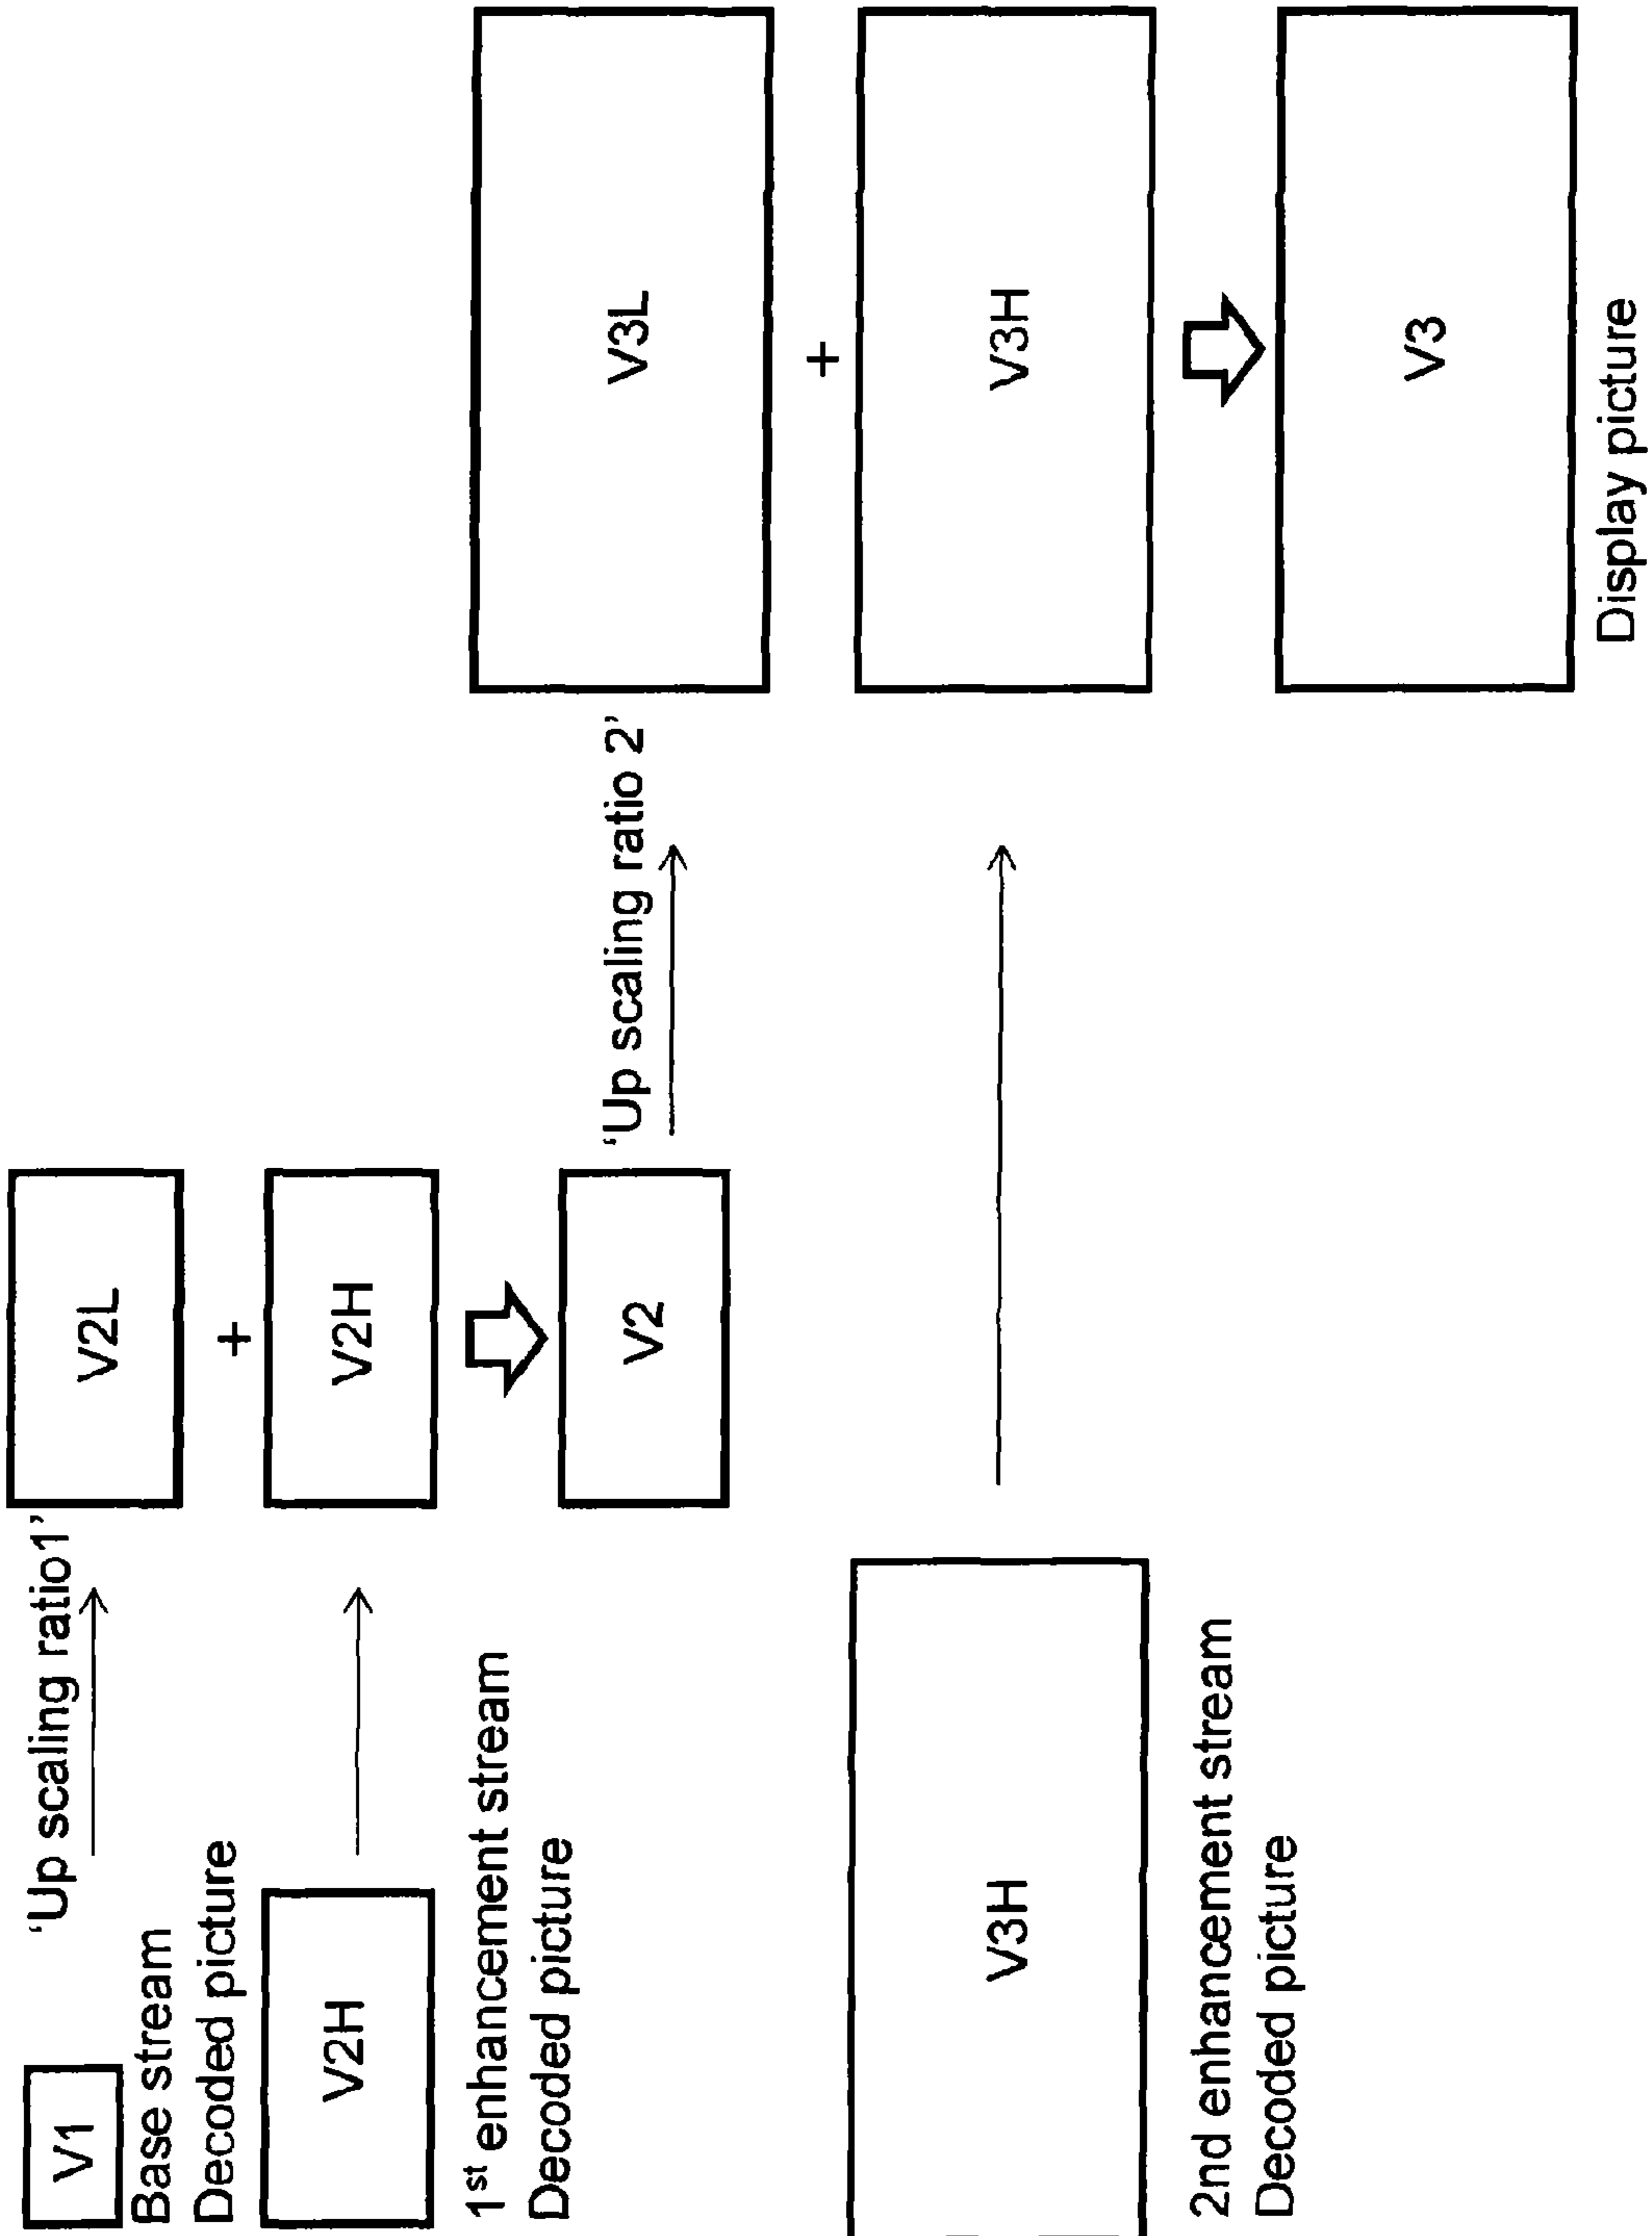 V1
Base stream
Decoded picture
'Up scaling ratio1'
V2L
+
V2H
1st enhancement stream
Decoded picture
V2H
V2
'Up scaling ratio 2'
V3L
+
V3H
2nd enhancement stream
Decoded picture
V3H
V3
Display picture